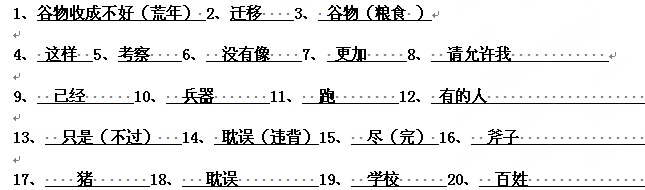 1、谷物收成不好（荒年）2、迁移 3、谷物（粮食 ）
4、 这样 5、考察 6、 没有像 7、 更加 8、 请允许我
9、 已经 10、 兵器 11、 跑 12、 有的人
13、 只是（不过） 14、 耽误（违背）15、 尽（完） 16、 斧子
17、 猪 18、 耽误 19、 学校 20、 百姓